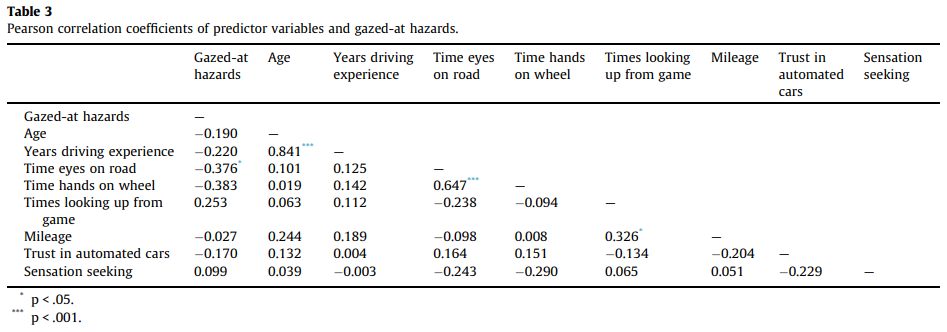 Table 3
Pearson correlation coefficients of predictor variables and gazed-at hazards.
Gazed-at hazards Age Years driving experience Time eyes on road Time hands on wheel Times looking up from game Mileage Trust in automated cars Sensation seeking
Gazed-at hazards –
Age −0.190 –
Years driving experience −0.220 0.841*** –
Time eyes on road −0.376* 0.101 0.125 –
Time hands on wheel −0.383 0.019 0.142 0.647*** –
Times looking up from game 0.253 0.063 0.112 −0.238 −0.094 –
Mileage −0.027 0.244 0.189 −0.098 0.008 0.326* –
Trust in automated cars −0.170 0.132 0.004 0.164 0.151 −0.134 −0.204 –
Sensation seeking 0.099 0.039 −0.003 −0.243 −0.290 0.065 0.051 −0.229 –
* p < .05.
*** p < .001.